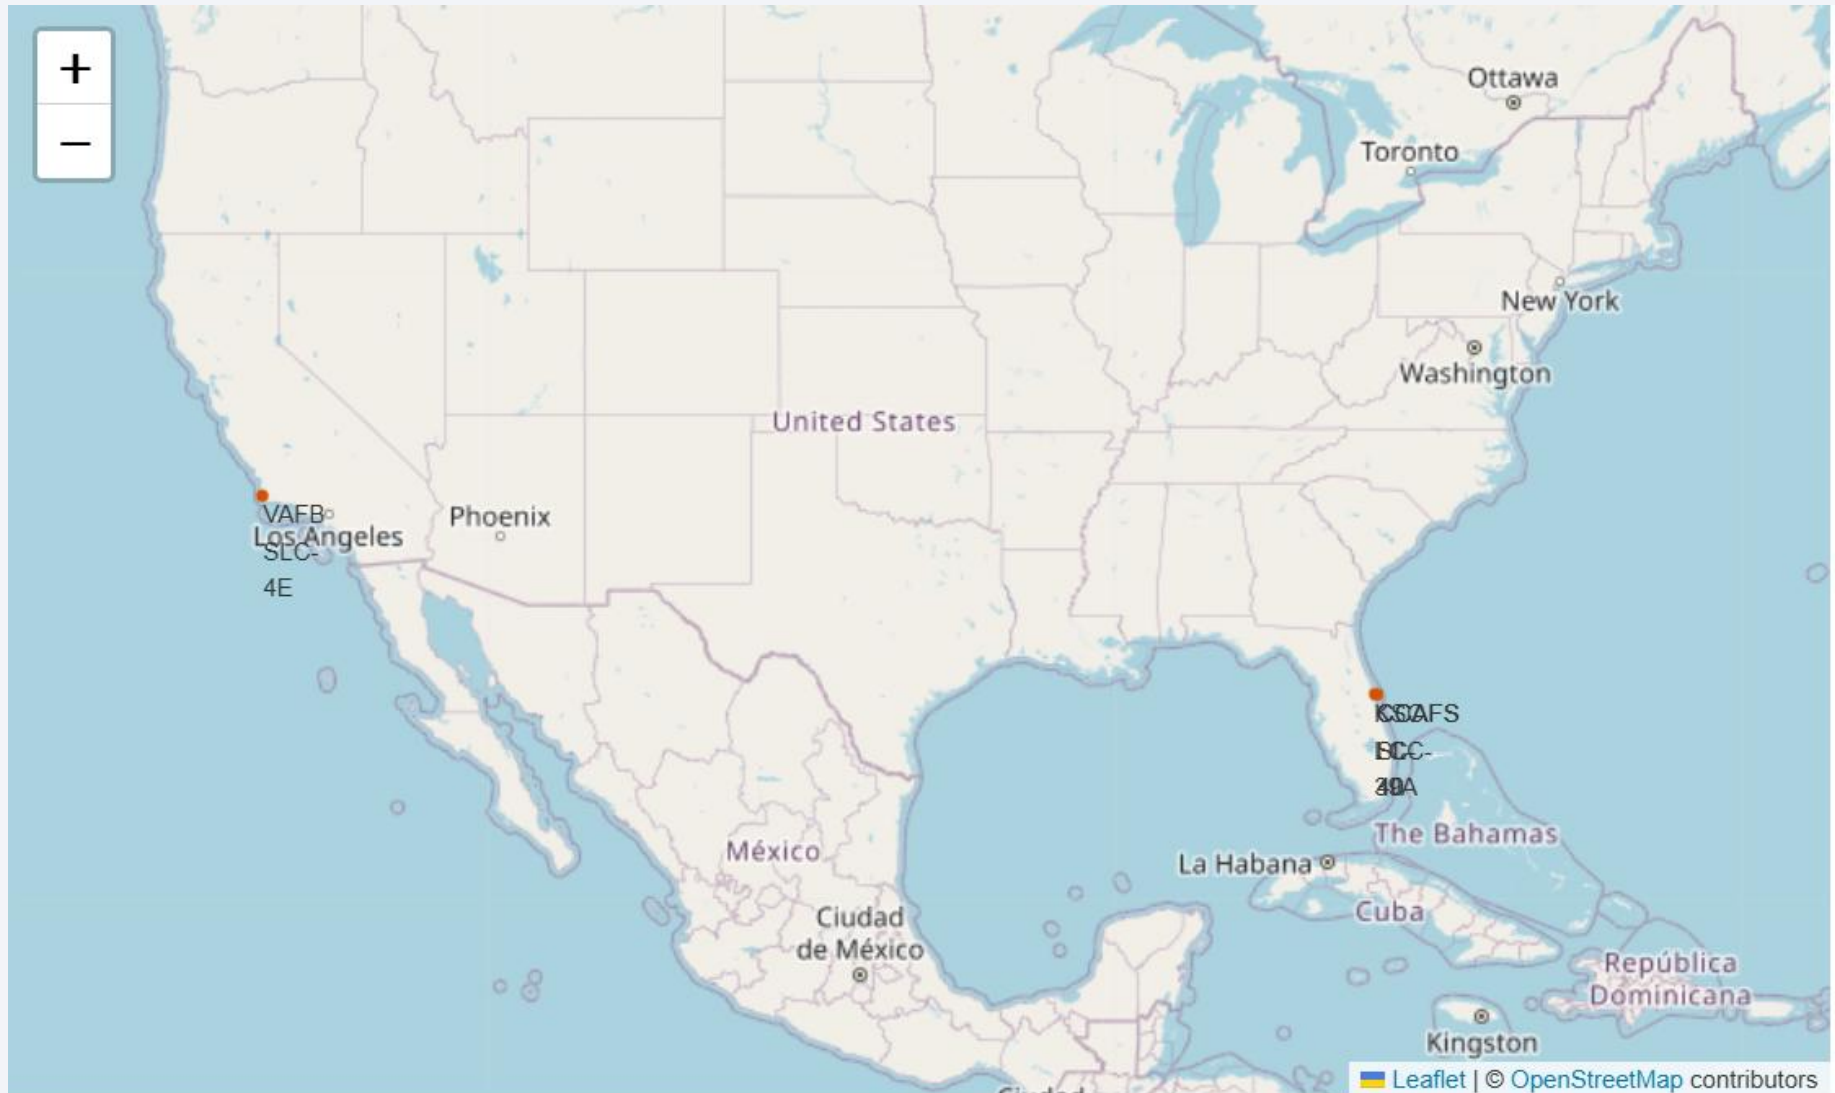 +
−
Ottawa
Toronto
New York
Washington
United States
VAFB
SLC-
4E
Los Angeles
Phoenix
México
La Habana
The Bahamas
Cuba
Ciudad
de México
República
Dominicana
Kingston
Leaflet | © OpenStreetMap contributors